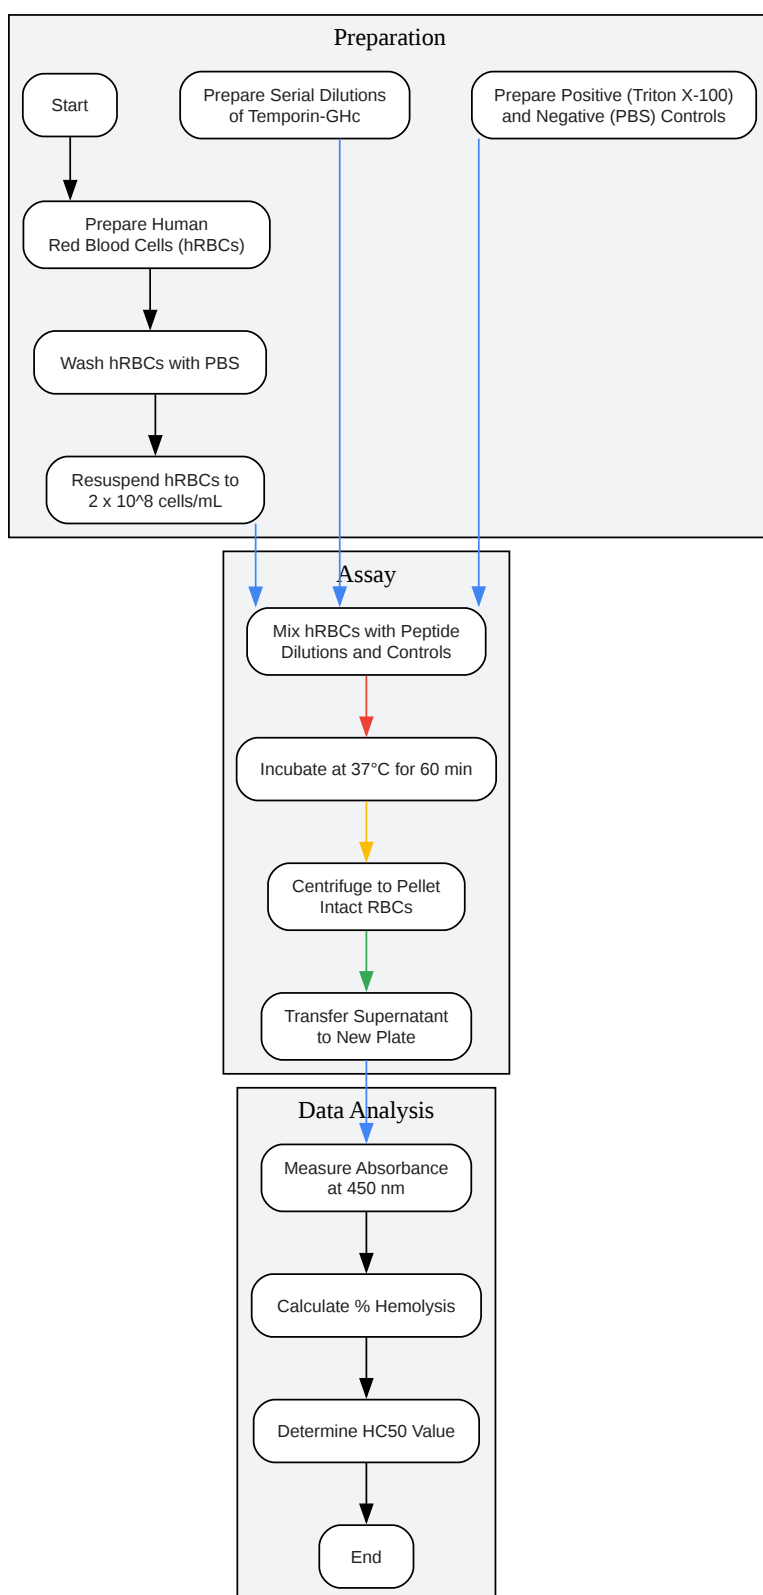 Preparation
Start
Prepare Serial Dilutions
of Temporin-GHc
Prepare Positive (Triton X-100)
and Negative (PBS) Controls
Prepare Human
Red Blood Cells (hRBCs)
Wash hRBCs with PBS
Resuspend hRBCs to
2 x 10^8 cells/mL
Assay
Mix hRBCs with Peptide
Dilutions and Controls
Incubate at 37°C for 60 min
Centrifuge to Pellet
Intact RBCs
Transfer Supernatant
to New Plate
Data Analysis
Measure Absorbance
at 450 nm
Calculate % Hemolysis
Determine HC50 Value
End